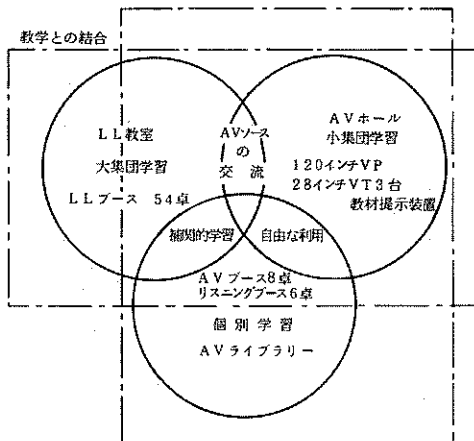 教学との結合
LL教室
大集団学習
LLブース 54卓
AVソース
の
交流
AVホール
小集団学習
120インチVP
28インチVT3台
教材提示装置
補関的学習
自由な利用
AVブース8卓
リスニングブース6卓
個別学習
AVライブラリー